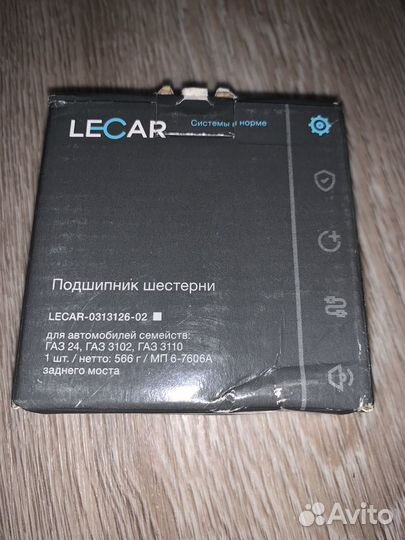 LECAR
Системы в норме
Подшипник шестерни
LECAR-0313126-02
для автомобилей семейств:
ГАЗ 24, ГАЗ 3102, ГАЗ 3110
1 шт. / нетто: 566 г / МП 6-7606А
заднего моста
Avito